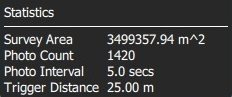 Statistics
Survey Area 3499357.94 m^2
Photo Count 1420
Photo Interval 5.0 secs
Trigger Distance 25.00 m